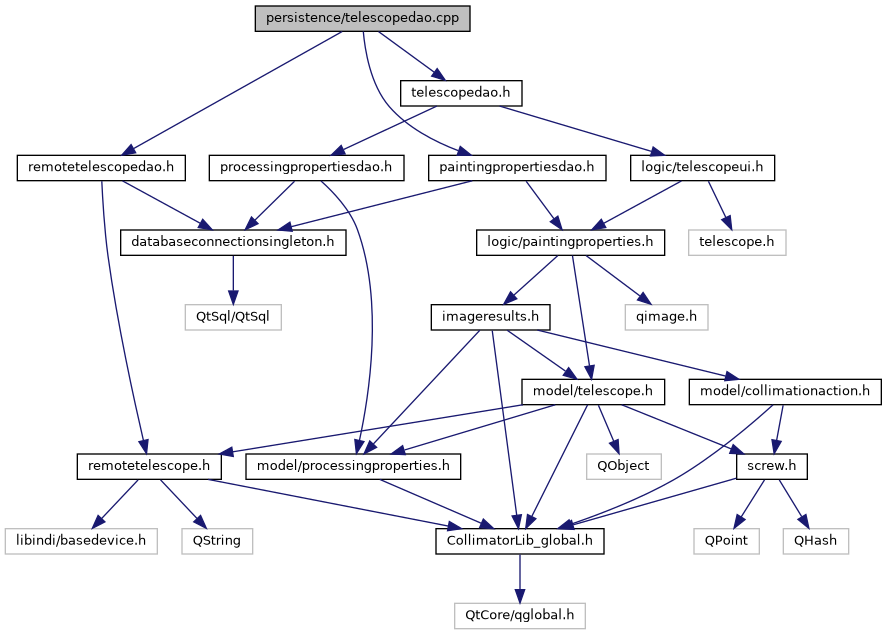 persistence/telescopedao.cpp
telescopedao.h
remotetelescopedao.h
processingpropertiesdao.h
paintingpropertiesdao.h
logic/telescopeui.h
databaseconnectionsingleton.h
logic/paintingproperties.h
telescope.h
QtSql/QtSql
imageresults.h
qimage.h
model/telescope.h
model/collimationaction.h
remotetelescope.h
model/processingproperties.h
QObject
screw.h
libindi/basedevice.h
QString
CollimatorLib_global.h
QPoint
QHash
QtCore/qglobal.h